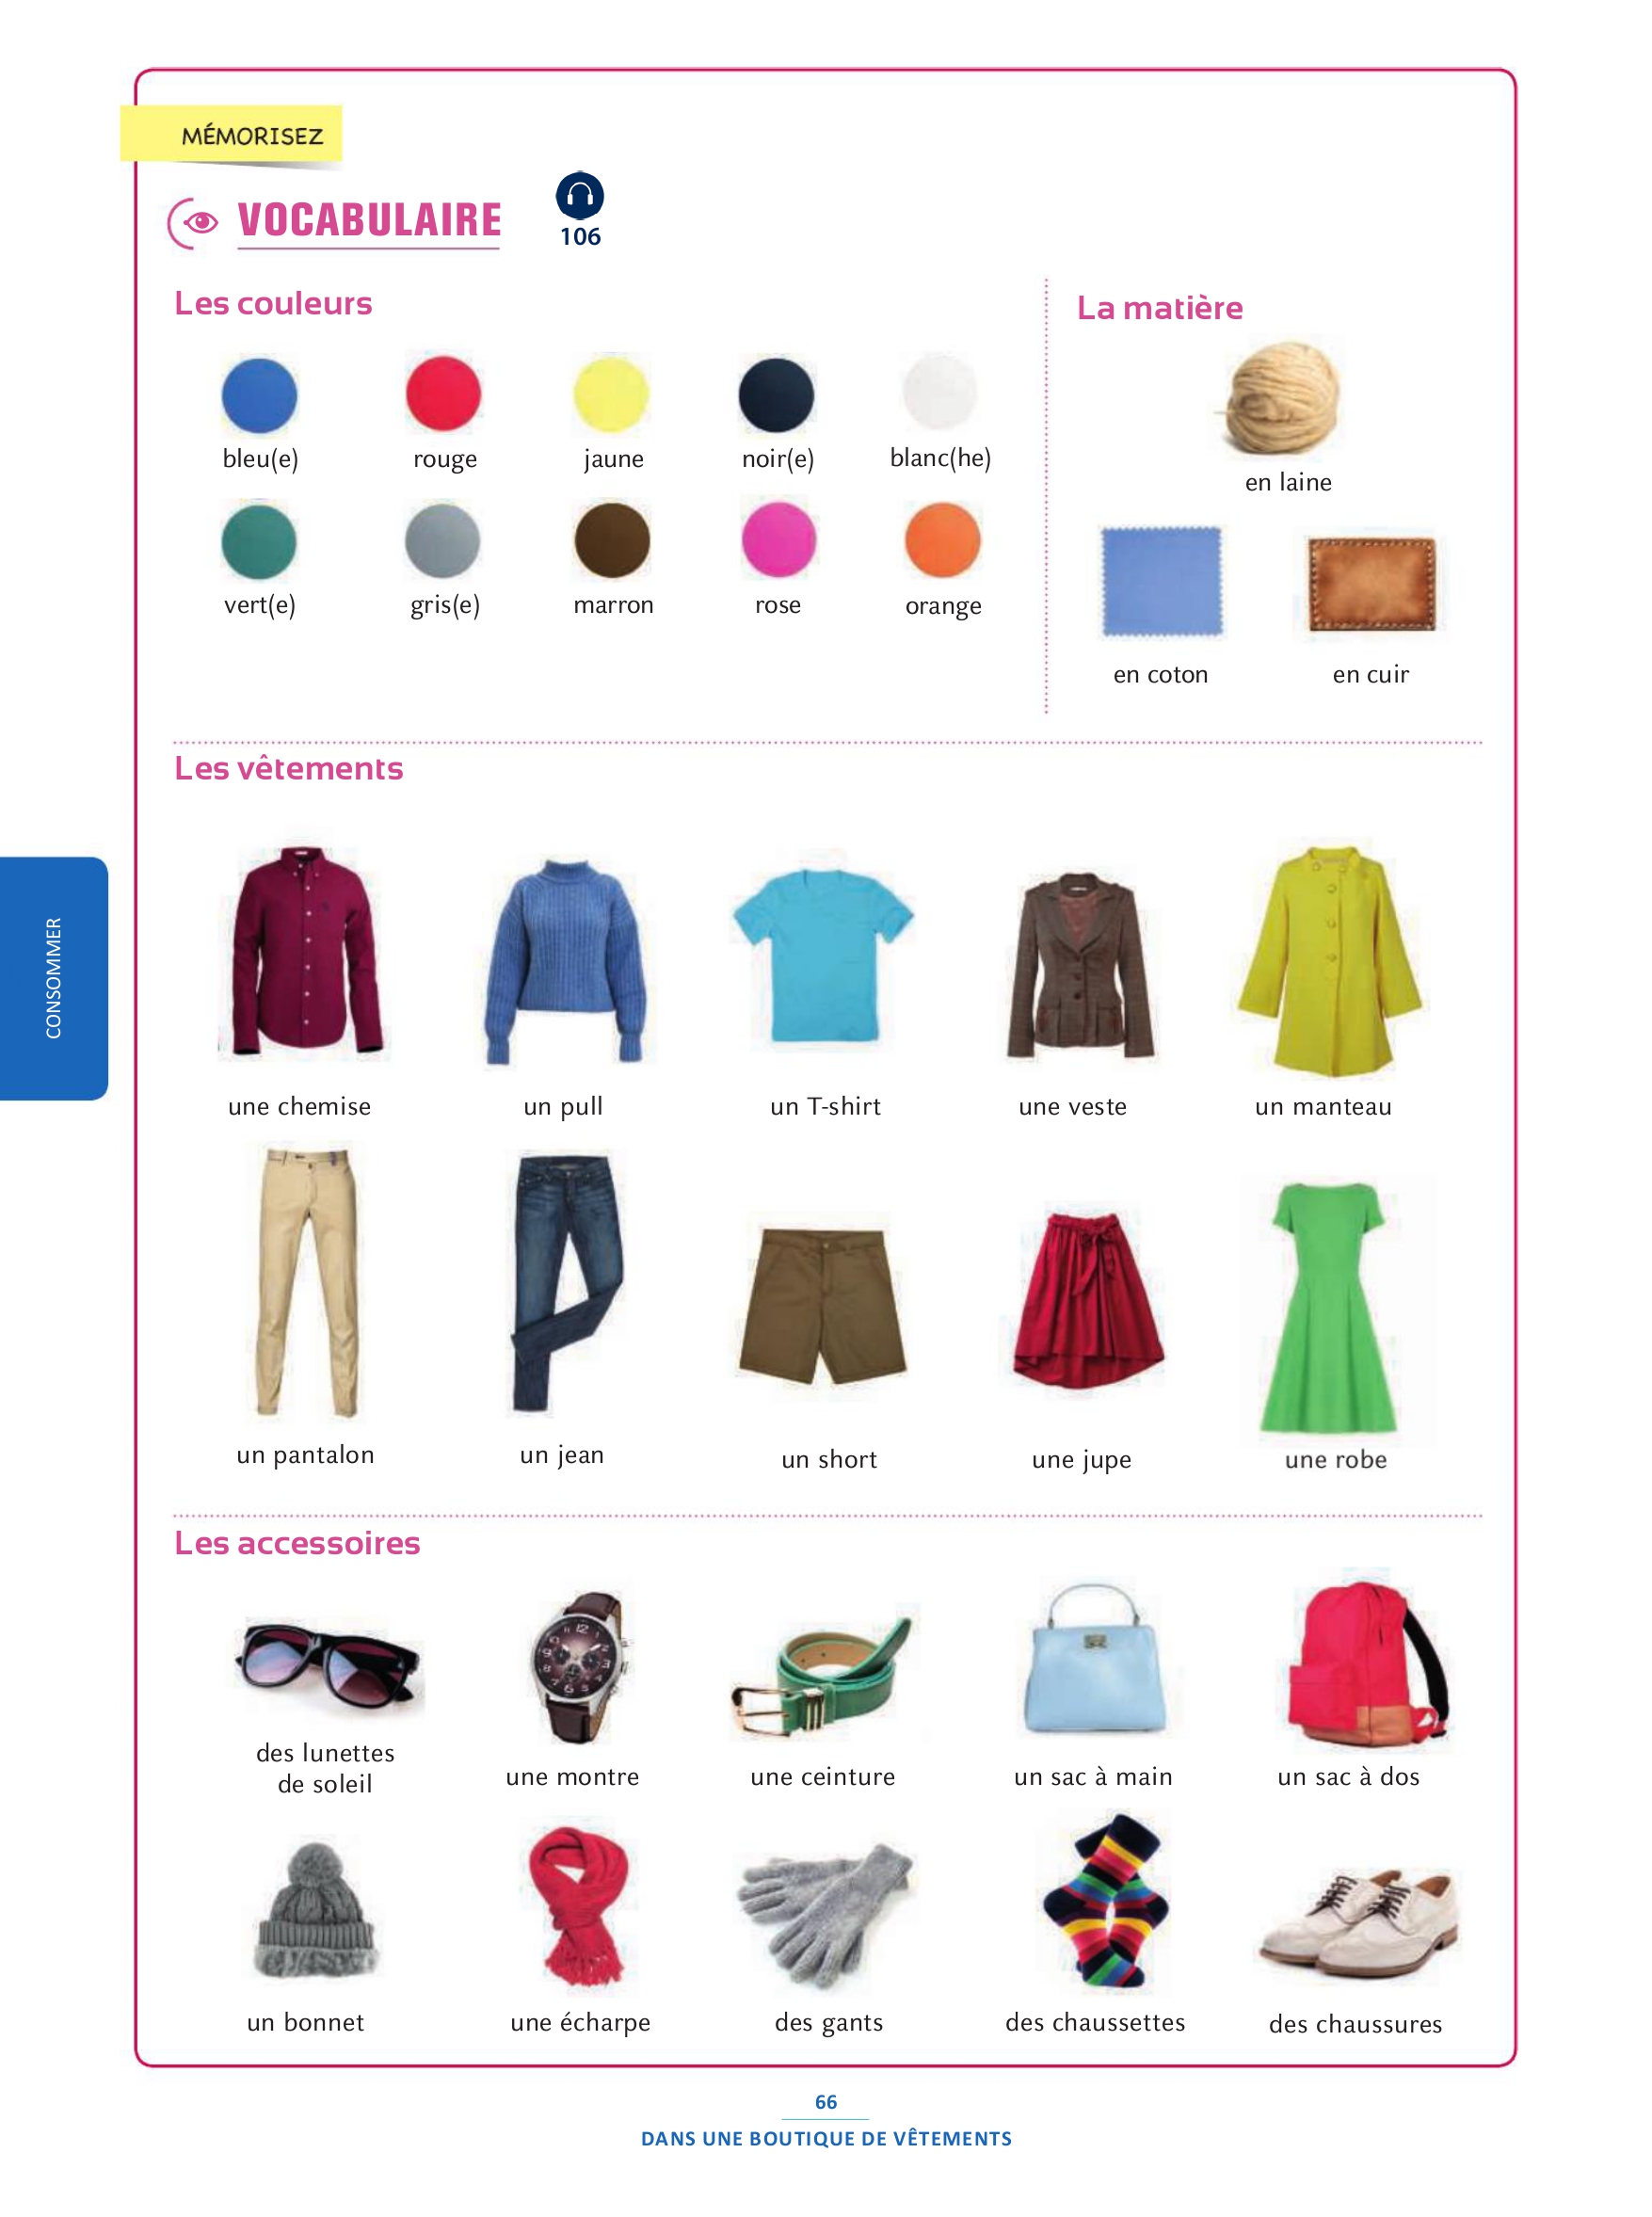 MÉMORISEZ
VOCABULAIRE
106
Les couleurs
bleu(e) rouge jaune noir(e) blanc(he)
vert(e) gris(e) marron rose orange
La matière
en laine
en coton en cuir
Les vêtements
une chemise un pull un T-shirt une veste un manteau
un pantalon un jean un short une jupe une robe
CONSOMMER
Les accessoires
des lunettes
de soleil
une montre une ceinture un sac à main un sac à dos
un bonnet une écharpe des gants des chaussettes des chaussures
66
DANS UNE BOUTIQUE DE VÊTEMENTS